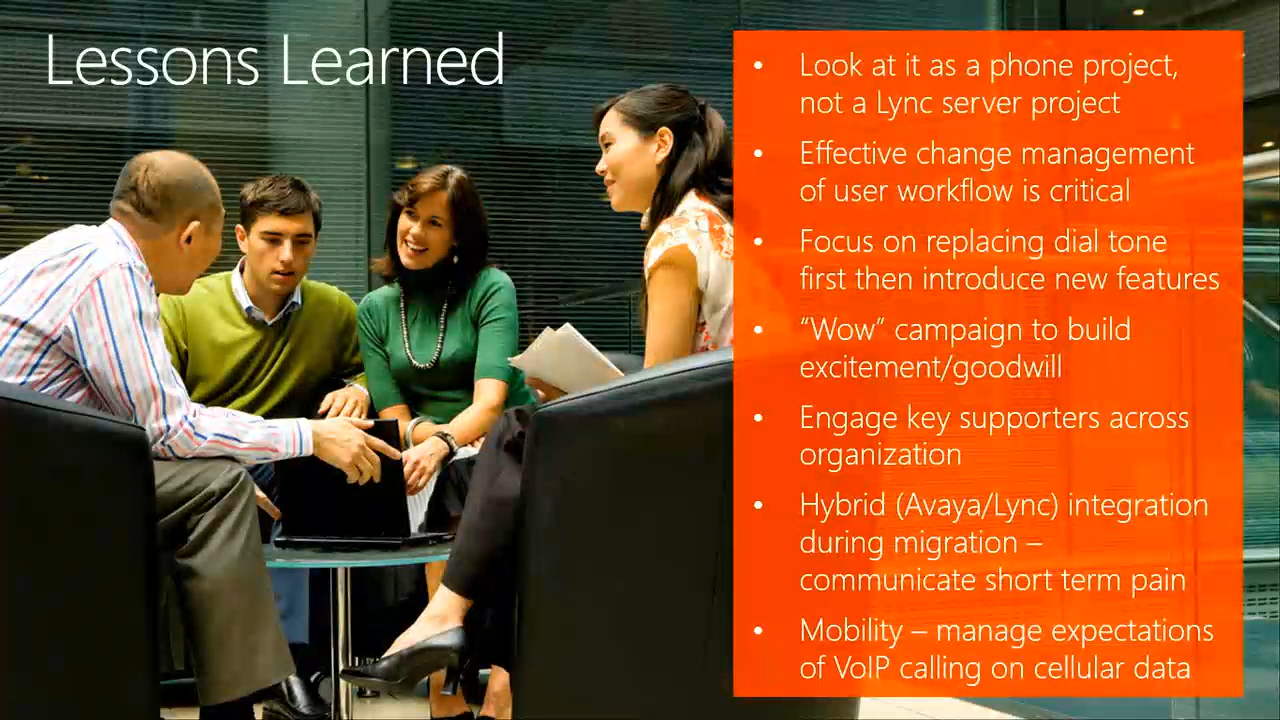 Lessons Learned
• Look at it as a phone project,
not a Lync server project
• Effective change management
of user workflow is critical
• Focus on replacing dial tone
first then introduce new features
• “Wow” campaign to build
excitement/goodwill
• Engage key supporters across
organization
• Hybrid (Avaya/Lync) integration
during migration –
communicate short term pain
• Mobility – manage expectations
of VoIP calling on cellular data